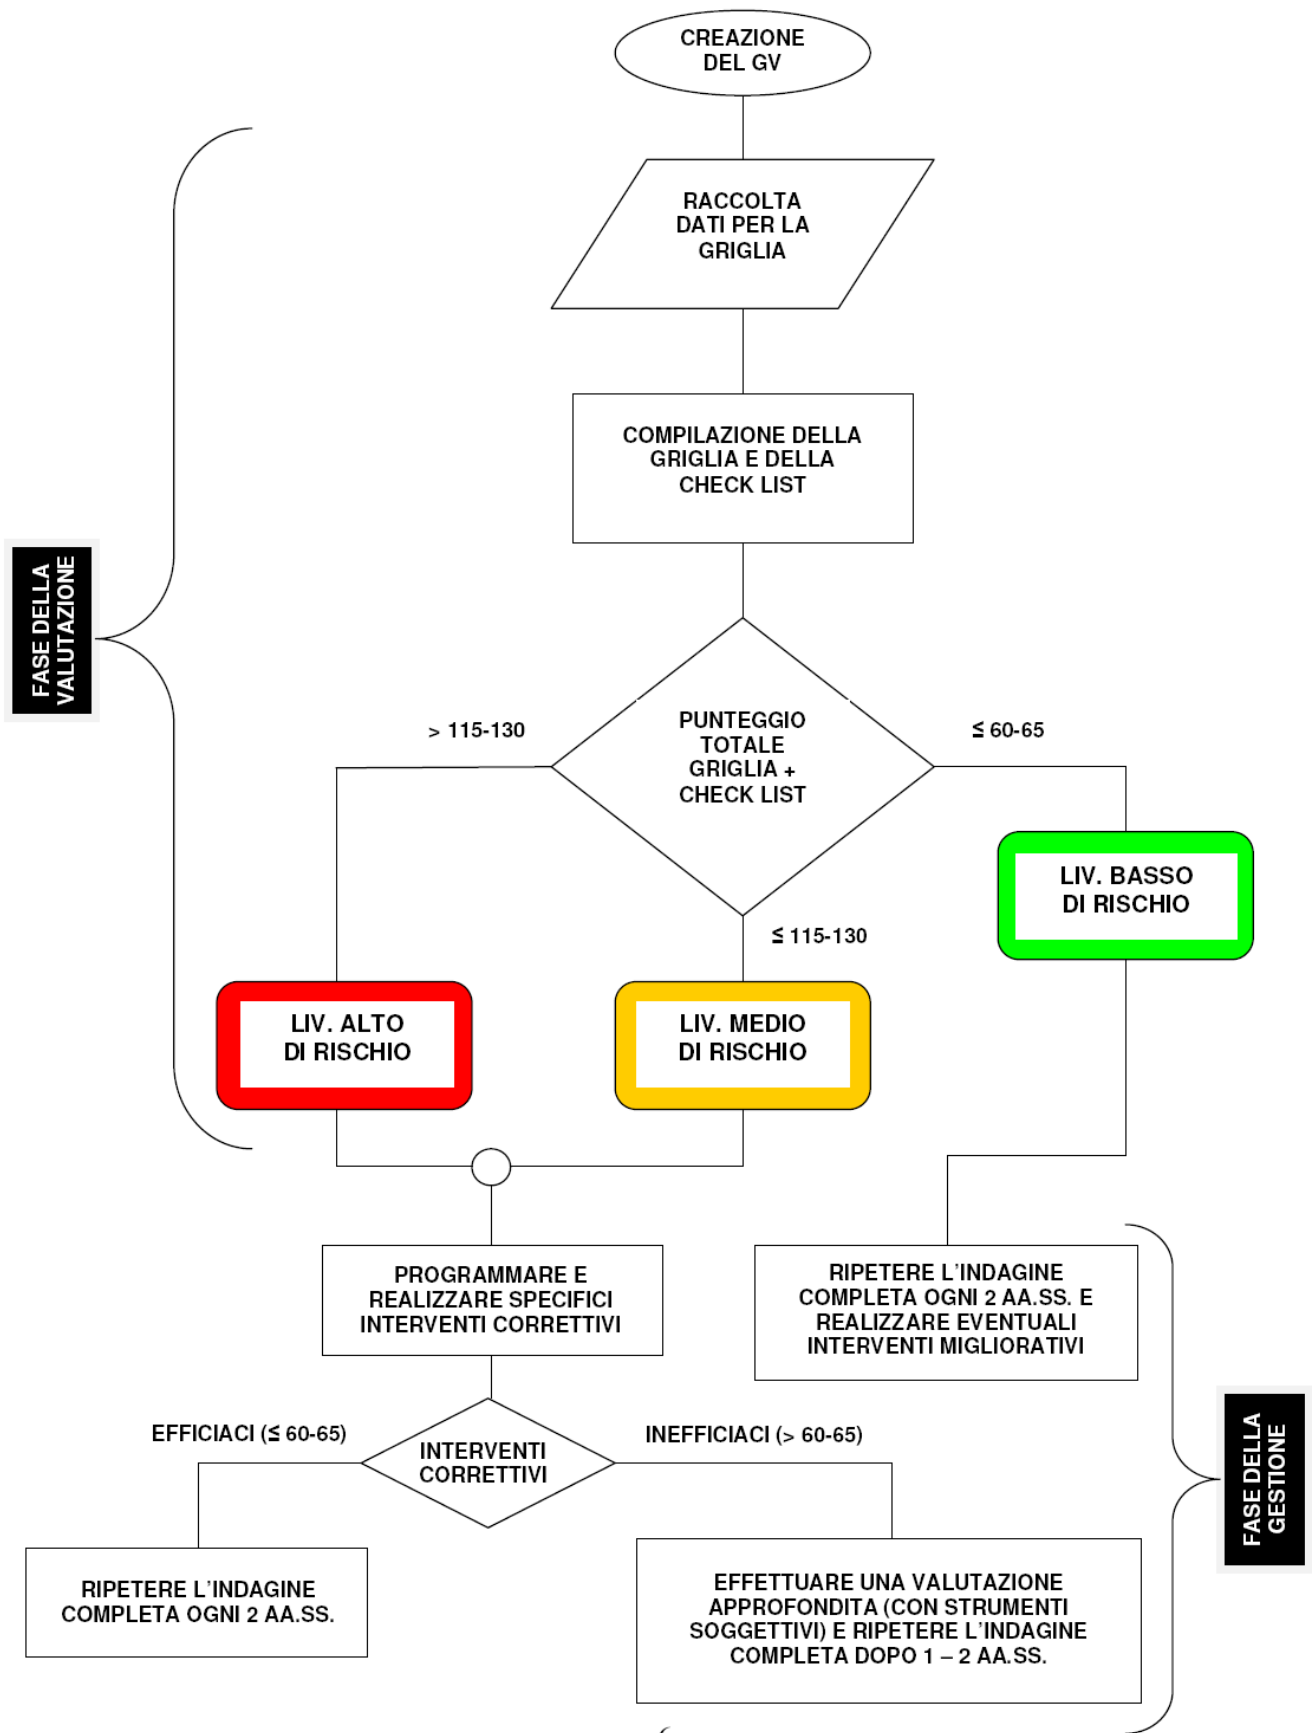 CREAZIONE
DEL GV
RACCOLTA
DATI PER LA
GRIGLIA
COMPILAZIONE DELLA
GRIGLIA E DELLA
CHECK LIST
FASE DELLA
VALUTAZIONE
> 115-130
PUNTEGGIO
TOTALE
GRIGLIA +
CHECK LIST
≤ 60-65
LIV. BASSO
DI RISCHIO
≤ 115-130
LIV. ALTO
DI RISCHIO
LIV. MEDIO
DI RISCHIO
PROGRAMMARE E
REALIZZARE SPECIFICI
INTERVENTI CORRETTIVI
RIPETERE L'INDAGINE
COMPLETA OGNI 2 AA.SS. E
REALIZZARE EVENTUALI
INTERVENTI MIGLIORATIVI
EFFICIACI (≤ 60-65)
INTERVENTI
CORRETTIVI
INEFFICIACI (> 60-65)
FASE DELLA
GESTIONE
RIPETERE L'INDAGINE
COMPLETA OGNI 2 AA.SS.
EFFETTUARE UNA VALUTAZIONE
APPROFONDITA (CON STRUMENTI
SOGGETTIVI) E RIPETERE L'INDAGINE
COMPLETA DOPO 1 – 2 AA.SS.